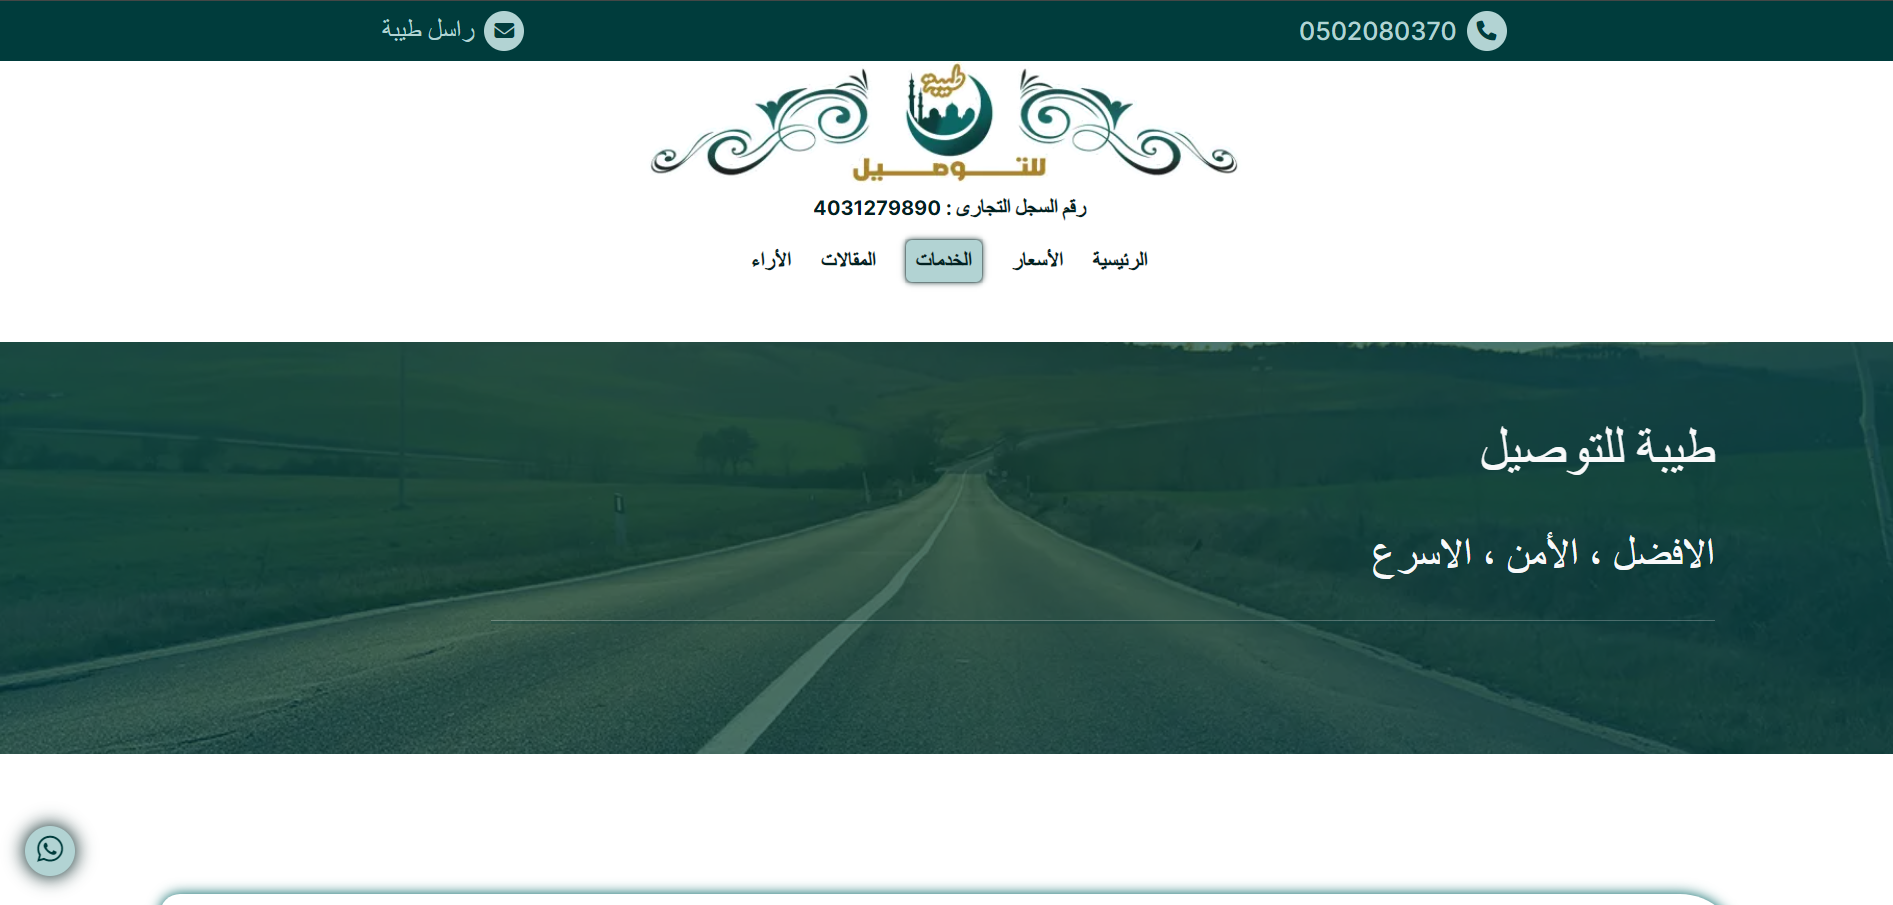 0502080370
راسل طيبة
طيبة
للتوصيل
رقم السجل التجارى : 4031279890
الرئيسية الأسعار الخدمات المقالات الأراء
طيبة للتوصيل
الافضل ، الأمن ، الاسرع